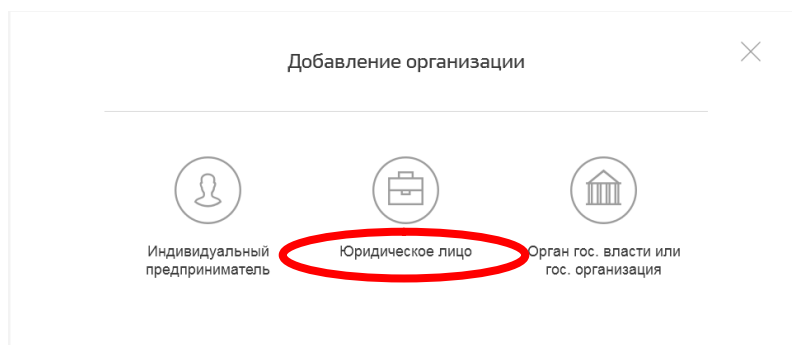 Добавление организации
Индивидуальный
предприниматель
Юридическое лицо
Орган гос. власти или
гос. организация